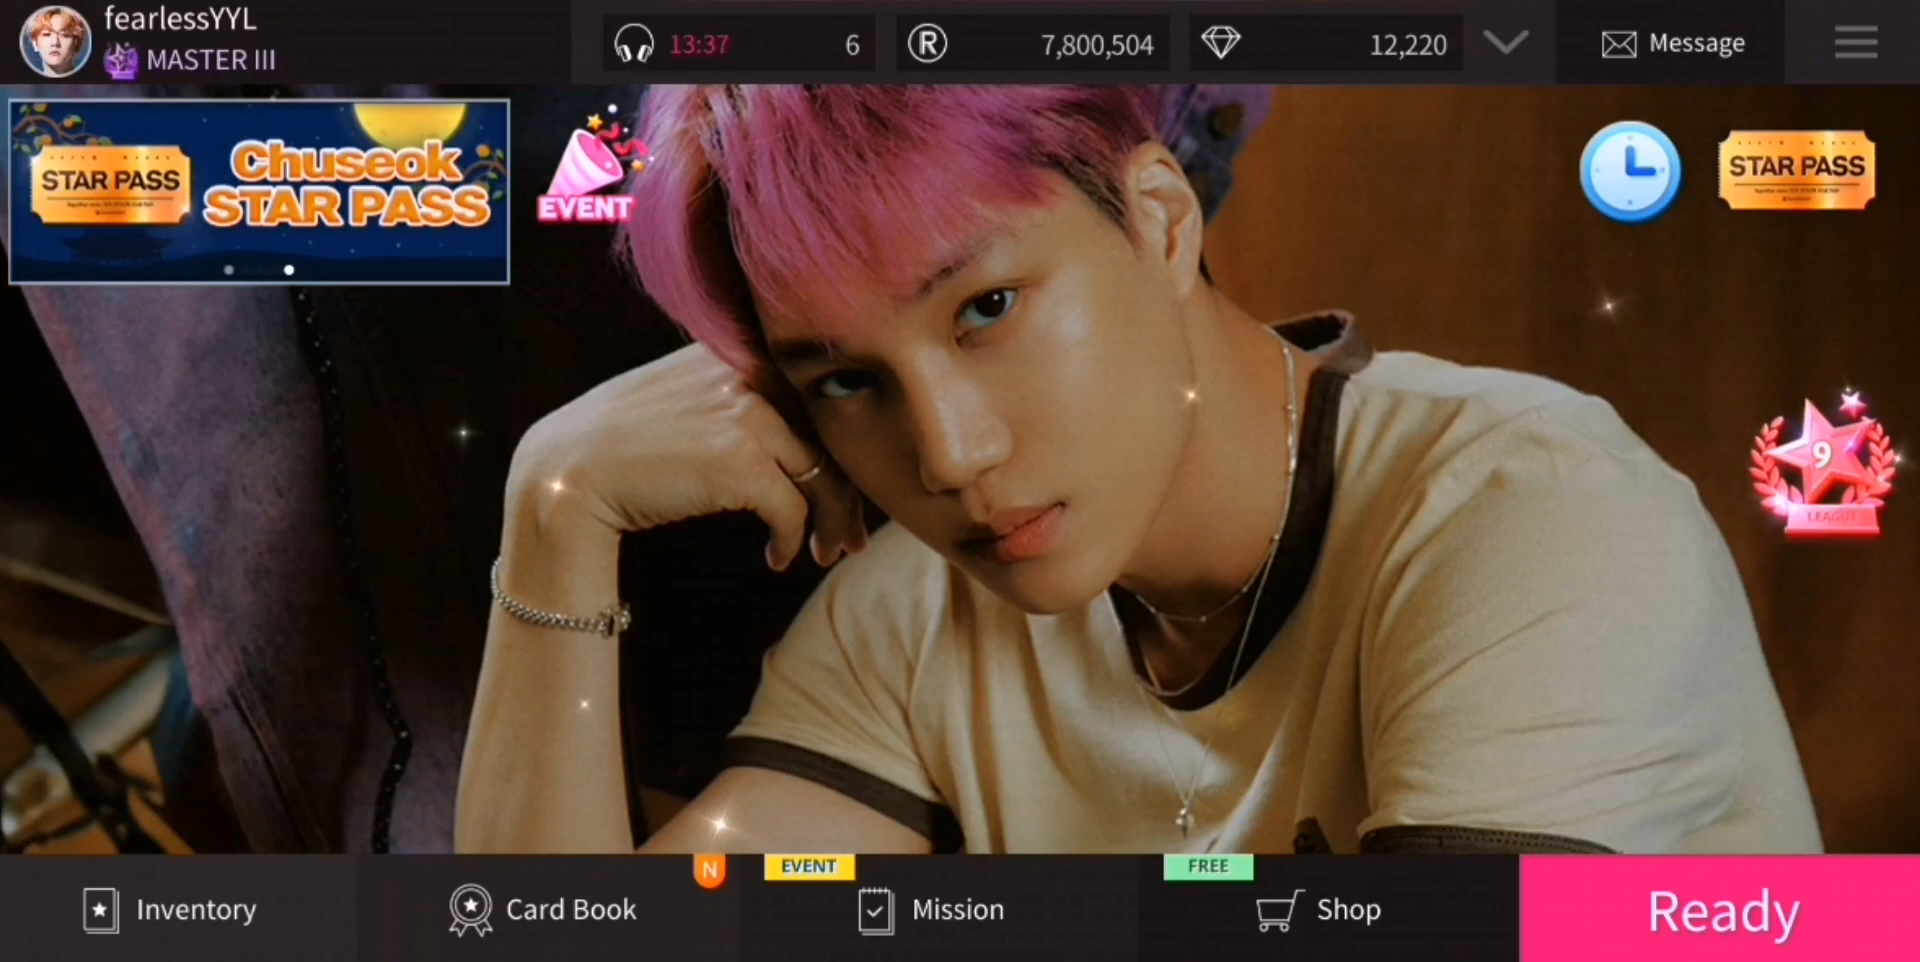 fearlessYYL
MASTER III
13:37
6
R
7,800,504
12,220
Message
STAR PASS
Chuseok
STAR PASS
EVENT
STAR PASS
9
LEAGUE
N
EVENT
FREE
Inventory
Card Book
Mission
Shop
Ready